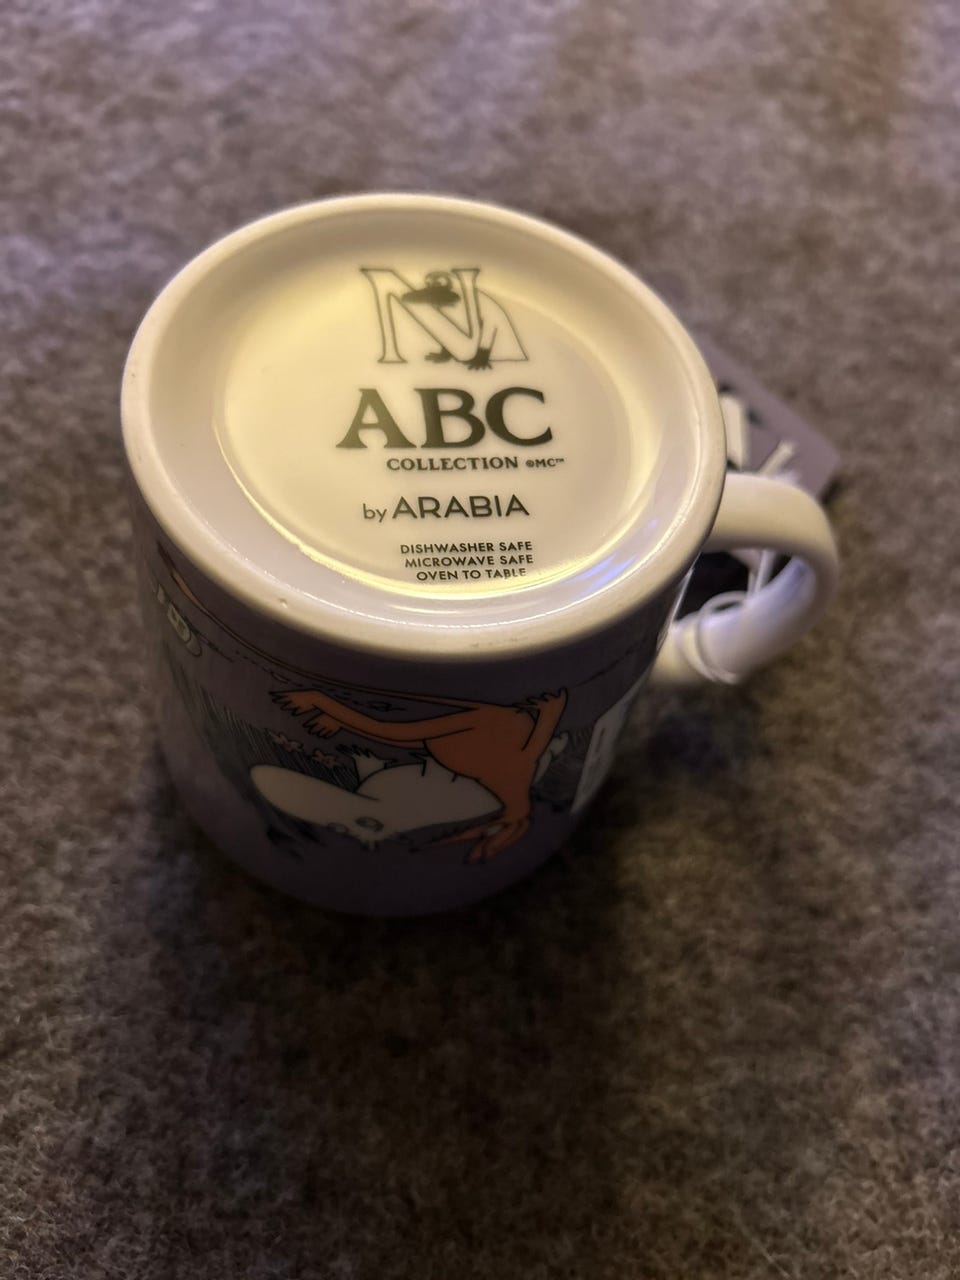 N
ABC
COLLECTION ©MC™
by ARABIA
DISHWASHER SAFE
MICROWAVE SAFE
OVEN TO TABLE